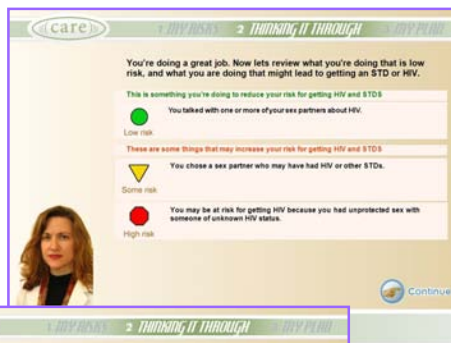 care
1 MY RISKS 2 THINKING IT THROUGH 3 MY PLAN
You're doing a great job. Now lets review what you're doing that is low
risk, and what you are doing that might lead to getting an STD or HIV.
This is something you're doing to reduce your risk for getting HIV and STDS
You talked with one or more of your sex partners about HIV.
Low risk
These are some things that may increase your risk for getting HIV and STDS
You chose a sex partner who may have had HIV or other STDs.
Some risk
You may be at risk for getting HIV because you had unprotected sex with
someone of unknown HIV status.
High risk
Continue
1 MY RISKS 2 THINKING IT THROUGH 3 MY PLAN